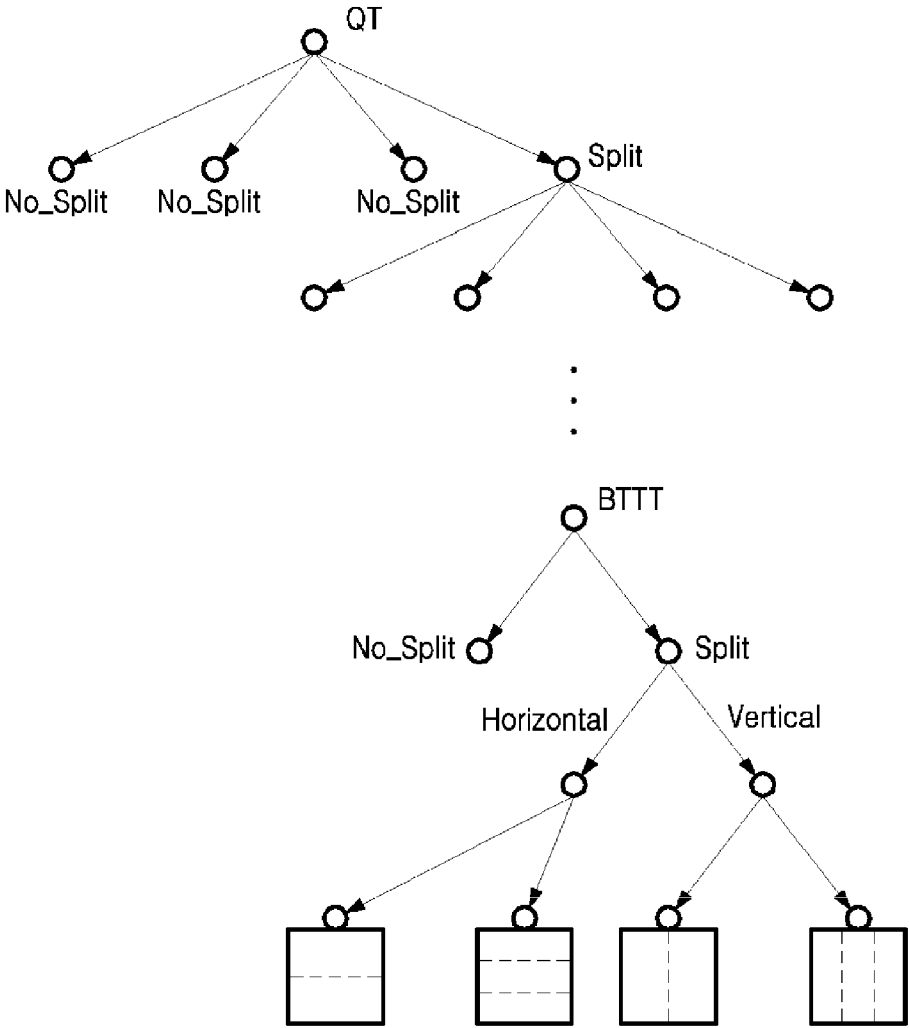 QT
Split
No_Split
No_Split
No_Split
BTTT
No_Split
Split
Horizontal
Vertical